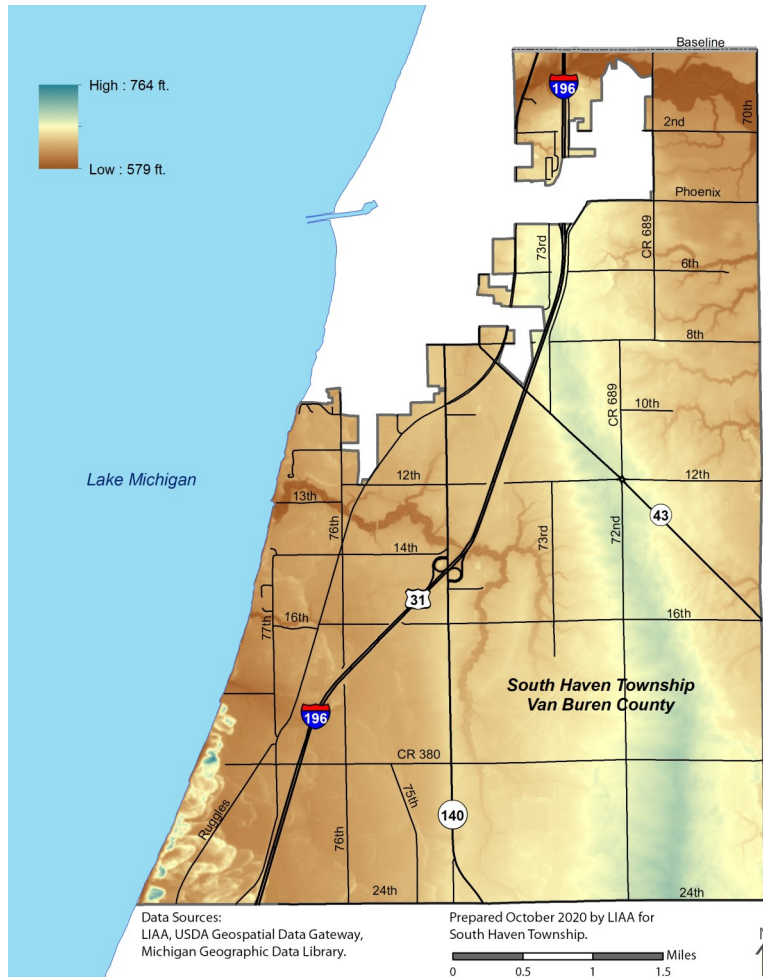 Baseline
High : 764 ft.
Low : 579 ft.
196
70th
2nd
Phoenix
CR 689
73rd
6th
8th
CR 689
10th
Lake Michigan
12th
12th
13th
43
76th
73rd
72nd
14th
31
16th
16th
77th
South Haven Township
Van Buren County
196
CR 380
75th
Ruggles
140
76th
24th
24th
Data Sources:
LIAA, USDA Geospatial Data Gateway,
Michigan Geographic Data Library.
Prepared October 2020 by LIAA for
South Haven Township.
Miles
0 0.5 1 1.5